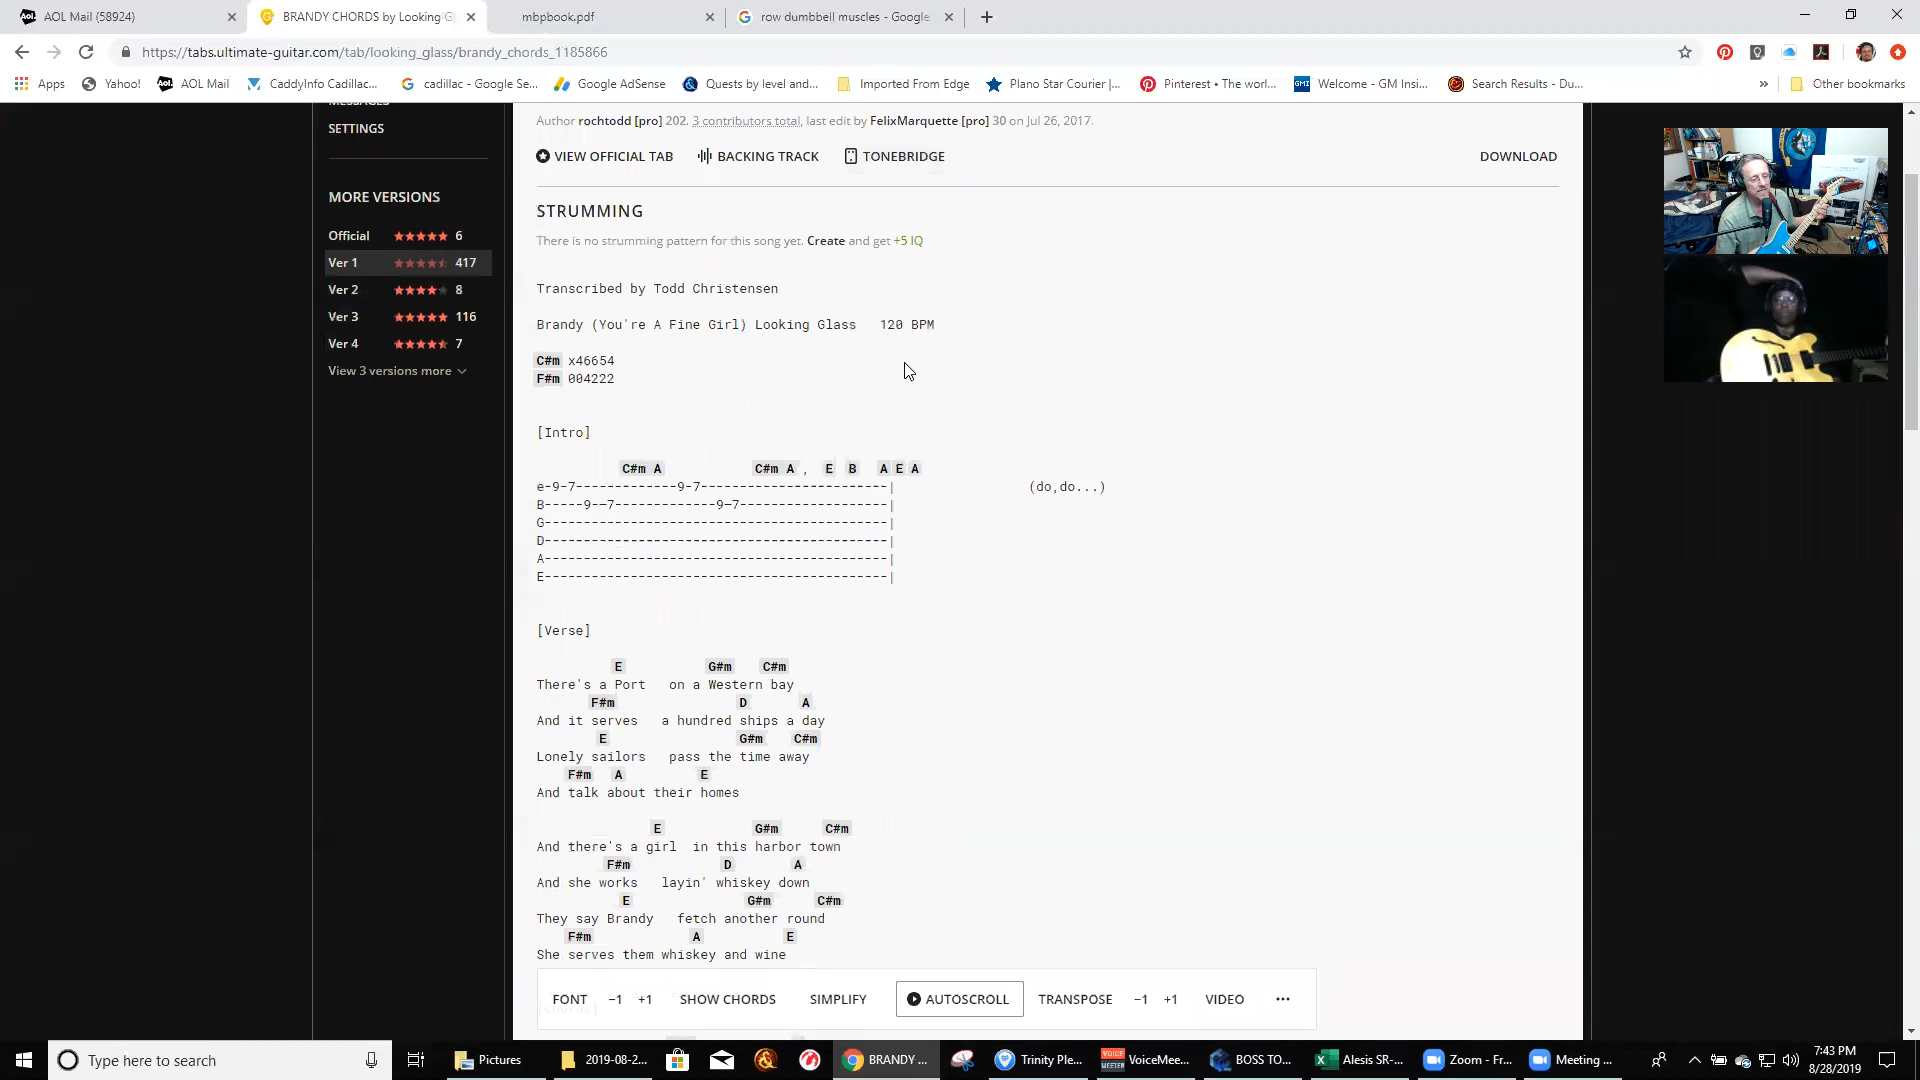 AOL Mail (58924)
BRANDY CHORDS by Looking Gl
mbpbook.pdf
row dumbbell muscles - Google
https://tabs.ultimate-guitar.com/tab/looking_glass/brandy_chords_1185866
Apps
Yahoo!
Aol.
AOL Mail
CaddyInfo Cadillac...
cadillac - Google Se...
Google AdSense
Quests by level and...
Imported From Edge
Plano Star Courier |...
Pinterest • The worl...
GMI
Welcome - GM Insi...
Search Results - Du...
»
Other bookmarks
MESSAGES
SETTINGS
MORE VERSIONS
Official 6
Ver 1 417
Ver 2 8
Ver 3 116
Ver 4 7
View 3 versions more
Author rochtodd [pro] 202. 3 contributors total, last edit by FelixMarquette [pro] 30 on Jul 26, 2017.
VIEW OFFICIAL TAB BACKING TRACK TONEBRIDGE DOWNLOAD
STRUMMING
There is no strumming pattern for this song yet. Create and get +5 IQ
Transcribed by Todd Christensen
Brandy (You're A Fine Girl) Looking Glass 120 BPM
C#m x46654
F#m 004222
[Intro]
C#m A C#m A , E B A E A
e-9-7-------------9-7------------------------| (do,do...)
B-----9--7-------------9-7-------------------|
G--------------------------------------------|
D--------------------------------------------|
A--------------------------------------------|
E--------------------------------------------|
[Verse]
E G#m C#m
There's a Port on a Western bay
F#m D A
And it serves a hundred ships a day
E G#m C#m
Lonely sailors pass the time away
F#m A E
And talk about their homes
E G#m C#m
And there's a girl in this harbor town
F#m D A
And she works layin' whiskey down
E G#m C#m
They say Brandy fetch another round
F#m A E
She serves them whiskey and wine
[Chorus]
FONT −1 +1 SHOW CHORDS SIMPLIFY AUTOSCROLL TRANSPOSE −1 +1 VIDEO •••
Type here to search
Pictures
2019-08-2...
BRANDY ...
Trinity Ple...
VOICE MEETER
VoiceMee...
BOSS TO...
Alesis SR-...
Zoom - Fr...
Meeting ...
7:43 PM
8/28/2019